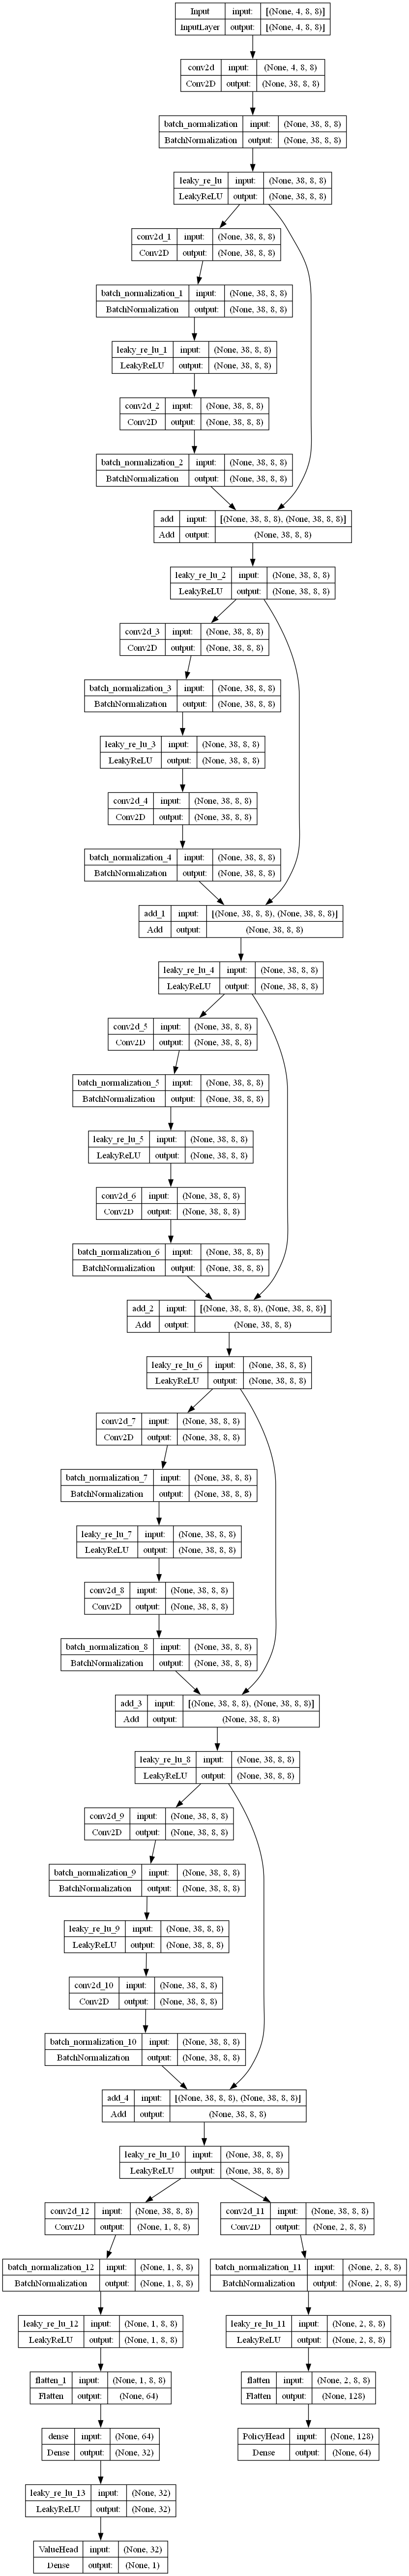 Input input: [(None, 4, 8, 8)]
InputLayer output: [(None, 4, 8, 8)]
conv2d input: (None, 4, 8, 8)
Conv2D output: (None, 38, 8, 8)
batch_normalization input: (None, 38, 8, 8)
BatchNormalization output: (None, 38, 8, 8)
leaky_re_lu input: (None, 38, 8, 8)
LeakyReLU output: (None, 38, 8, 8)
conv2d_1 input: (None, 38, 8, 8)
Conv2D output: (None, 38, 8, 8)
batch_normalization_1 input: (None, 38, 8, 8)
BatchNormalization output: (None, 38, 8, 8)
leaky_re_lu_1 input: (None, 38, 8, 8)
LeakyReLU output: (None, 38, 8, 8)
conv2d_2 input: (None, 38, 8, 8)
Conv2D output: (None, 38, 8, 8)
batch_normalization_2 input: (None, 38, 8, 8)
BatchNormalization output: (None, 38, 8, 8)
add input: [(None, 38, 8, 8), (None, 38, 8, 8)]
Add output: (None, 38, 8, 8)
leaky_re_lu_2 input: (None, 38, 8, 8)
LeakyReLU output: (None, 38, 8, 8)
conv2d_3 input: (None, 38, 8, 8)
Conv2D output: (None, 38, 8, 8)
batch_normalization_3 input: (None, 38, 8, 8)
BatchNormalization output: (None, 38, 8, 8)
leaky_re_lu_3 input: (None, 38, 8, 8)
LeakyReLU output: (None, 38, 8, 8)
conv2d_4 input: (None, 38, 8, 8)
Conv2D output: (None, 38, 8, 8)
batch_normalization_4 input: (None, 38, 8, 8)
BatchNormalization output: (None, 38, 8, 8)
add_1 input: [(None, 38, 8, 8), (None, 38, 8, 8)]
Add output: (None, 38, 8, 8)
leaky_re_lu_4 input: (None, 38, 8, 8)
LeakyReLU output: (None, 38, 8, 8)
conv2d_5 input: (None, 38, 8, 8)
Conv2D output: (None, 38, 8, 8)
batch_normalization_5 input: (None, 38, 8, 8)
BatchNormalization output: (None, 38, 8, 8)
leaky_re_lu_5 input: (None, 38, 8, 8)
LeakyReLU output: (None, 38, 8, 8)
conv2d_6 input: (None, 38, 8, 8)
Conv2D output: (None, 38, 8, 8)
batch_normalization_6 input: (None, 38, 8, 8)
BatchNormalization output: (None, 38, 8, 8)
add_2 input: [(None, 38, 8, 8), (None, 38, 8, 8)]
Add output: (None, 38, 8, 8)
leaky_re_lu_6 input: (None, 38, 8, 8)
LeakyReLU output: (None, 38, 8, 8)
conv2d_7 input: (None, 38, 8, 8)
Conv2D output: (None, 38, 8, 8)
batch_normalization_7 input: (None, 38, 8, 8)
BatchNormalization output: (None, 38, 8, 8)
leaky_re_lu_7 input: (None, 38, 8, 8)
LeakyReLU output: (None, 38, 8, 8)
conv2d_8 input: (None, 38, 8, 8)
Conv2D output: (None, 38, 8, 8)
batch_normalization_8 input: (None, 38, 8, 8)
BatchNormalization output: (None, 38, 8, 8)
add_3 input: [(None, 38, 8, 8), (None, 38, 8, 8)]
Add output: (None, 38, 8, 8)
leaky_re_lu_8 input: (None, 38, 8, 8)
LeakyReLU output: (None, 38, 8, 8)
conv2d_9 input: (None, 38, 8, 8)
Conv2D output: (None, 38, 8, 8)
batch_normalization_9 input: (None, 38, 8, 8)
BatchNormalization output: (None, 38, 8, 8)
leaky_re_lu_9 input: (None, 38, 8, 8)
LeakyReLU output: (None, 38, 8, 8)
conv2d_10 input: (None, 38, 8, 8)
Conv2D output: (None, 38, 8, 8)
batch_normalization_10 input: (None, 38, 8, 8)
BatchNormalization output: (None, 38, 8, 8)
add_4 input: [(None, 38, 8, 8), (None, 38, 8, 8)]
Add output: (None, 38, 8, 8)
leaky_re_lu_10 input: (None, 38, 8, 8)
LeakyReLU output: (None, 38, 8, 8)
conv2d_12 input: (None, 38, 8, 8) conv2d_11 input: (None, 38, 8, 8)
Conv2D output: (None, 1, 8, 8) Conv2D output: (None, 2, 8, 8)
batch_normalization_12 input: (None, 1, 8, 8) batch_normalization_11 input: (None, 2, 8, 8)
BatchNormalization output: (None, 1, 8, 8) BatchNormalization output: (None, 2, 8, 8)
leaky_re_lu_12 input: (None, 1, 8, 8) leaky_re_lu_11 input: (None, 2, 8, 8)
LeakyReLU output: (None, 1, 8, 8) LeakyReLU output: (None, 2, 8, 8)
flatten_1 input: (None, 1, 8, 8) flatten input: (None, 2, 8, 8)
Flatten output: (None, 64) Flatten output: (None, 128)
dense input: (None, 64) PolicyHead input: (None, 128)
Dense output: (None, 32) Dense output: (None, 64)
leaky_re_lu_13 input: (None, 32)
LeakyReLU output: (None, 32)
ValueHead input: (None, 32)
Dense output: (None, 1)